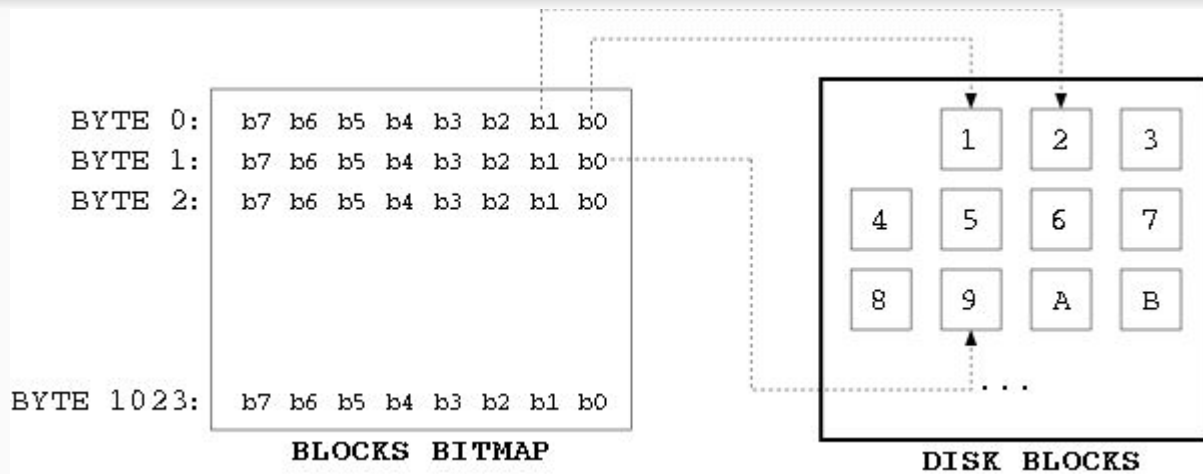 BYTE 0: b7 b6 b5 b4 b3 b2 b1 b0
BYTE 1: b7 b6 b5 b4 b3 b2 b1 b0
BYTE 2: b7 b6 b5 b4 b3 b2 b1 b0
BYTE 1023: b7 b6 b5 b4 b3 b2 b1 b0
BLOCKS BITMAP
1 2 3
4 5 6 7
8 9 A B
...
DISK BLOCKS